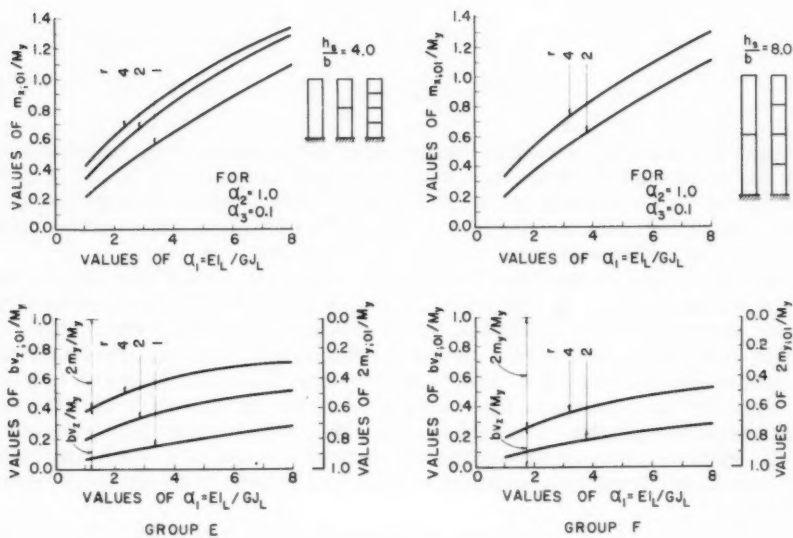 VALUES OF m_z;01/M_y
1.4
1.2
1.0
0.8
0.6
0.4
0.2
0.0
r 4 2 1
h_s/b = 4.0
FOR
α_2 = 1.0
α_3 = 0.1
0 2 4 6 8
VALUES OF α_1 = EI_L/GJ_L
VALUES OF m_z;01/M_y
1.4
1.2
1.0
0.8
0.6
0.4
0.2
0.0
r 4 2
h_s/b = 8.0
FOR
α_2 = 1.0
α_3 = 0.1
0 2 4 6 8
VALUES OF α_1 = EI_L/GJ_L
VALUES OF bv_z;01/M_y
1.0
0.8
0.6
0.4
0.2
0.0
bv_z/M_y
2m_y/M_y
r 4 2 1
0.0
0.2
0.4
0.6
0.8
1.0
VALUES OF 2m_y;01/M_y
0 2 4 6 8
VALUES OF α_1 = EI_L/GJ_L
GROUP E
VALUES OF bv_z;01/M_y
1.0
0.8
0.6
0.4
0.2
0.0
bv_z/M_y
2m_y/M_y
r 4 2
0.0
0.2
0.4
0.6
0.8
1.0
VALUES OF 2m_y;01/M_y
0 2 4 6 8
VALUES OF α_1 = EI_L/GJ_L
GROUP F